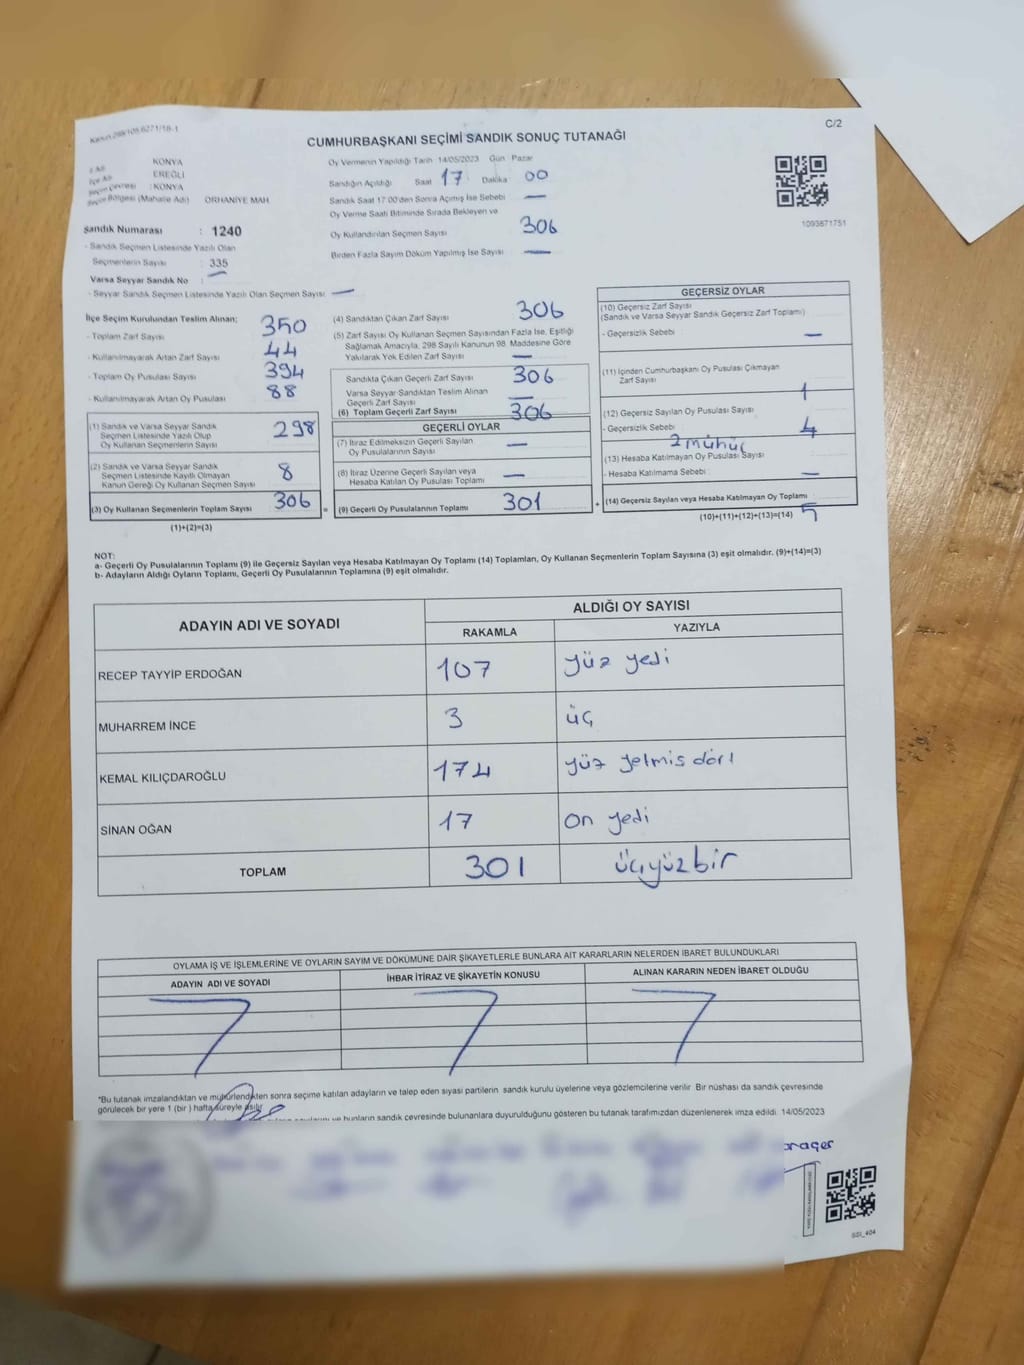 C/2
CUMHURBAŞKANI SEÇİMİ SANDIK SONUÇ TUTANAĞI
KONYA
İlçe Adı EREĞLİ
Seçim Çevresi : KONYA
Seçim Bölgesi (Mahalle Adı) ORHANİYE MAH.
Sandık Numarası : 1240
- Sandık Seçmen Listesinde Yazılı Olan
Seçmenlerin Sayısı : 335
Varsa Seyyar Sandık No : —
- Seyyar Sandık Seçmen Listesinde Yazılı Olan Seçmen Sayısı —
Oy Vermenin Yapıldığı Tarih 14/05/2023 Gün Pazar
Sandığın Açıldığı Saat 17 Dakika 00
Sandık Saat 17:00'den Sonra Açılmış İse Sebebi —
Oy Verme Saati Bitiminde Sırada Bekleyen ve
Oy Kullandırılan Seçmen Sayısı 306
Birden Fazla Sayım Döküm Yapılmış İse Sayısı —
1093671751
İlçe Seçim Kurulundan Teslim Alınan;
- Toplam Zarf Sayısı 350
- Kullanılmayarak Artan Zarf Sayısı 44
- Toplam Oy Pusulası Sayısı 394
- Kullanılmayarak Artan Oy Pusulası 88
(1) Sandık ve Varsa Seyyar Sandık
Seçmen Listesinde Yazılı Olup
Oy Kullanan Seçmenlerin Sayısı 298
(2) Sandık ve Varsa Seyyar Sandık
Seçmen Listesinde Kayıtlı Olmayan
Kanun Gereği Oy Kullanan Seçmen Sayısı 8
(3) Oy Kullanan Seçmenlerin Toplam Sayısı 306 =
(1)+(2)=(3)
(4) Sandıktan Çıkan Zarf Sayısı 306
(5) Zarf Sayısı Oy Kullanan Seçmen Sayısından Fazla İse, Eşitliği
Sağlamak Amacıyla, 298 Sayılı Kanunun 98. Maddesine Göre
Yakılarak Yok Edilen Zarf Sayısı —
Sandıkta Çıkan Geçerli Zarf Sayısı 306
Varsa Seyyar Sandıktan Teslim Alınan
Geçerli Zarf Sayısı —
(6) Toplam Geçerli Zarf Sayısı 306
GEÇERLİ OYLAR
(7) İtiraz Edilmeksizin Geçerli Sayılan
Oy Pusulalarının Sayısı —
(8) İtiraz Üzerine Geçerli Sayılan veya
Hesaba Katılan Oy Pusulası Toplamı —
(9) Geçerli Oy Pusulalarının Toplamı 301 +
GEÇERSİZ OYLAR
(10) Geçersiz Zarf Sayısı
(Sandık ve Varsa Seyyar Sandık Geçersiz Zarf Toplamı)
- Geçersizlik Sebebi : —
(11) İçinden Cumhurbaşkanı Oy Pusulası Çıkmayan
Zarf Sayısı 1
(12) Geçersiz Sayılan Oy Pusulası Sayısı 4
- Geçersizlik Sebebi : 2 mühür
(13) Hesaba Katılmayan Oy Pusulası Sayısı
- Hesaba Katılmama Sebebi : —
(14) Geçersiz Sayılan veya Hesaba Katılmayan Oy Toplamı 5
(10)+(11)+(12)+(13)=(14)
NOT:
a- Geçerli Oy Pusulalarının Toplamı (9) ile Geçersiz Sayılan veya Hesaba Katılmayan Oy Toplamı (14) Toplamları, Oy Kullanan Seçmenlerin Toplam Sayısına (3) eşit olmalıdır. (9)+(14)=(3)
b- Adayların Aldığı Oyların Toplamı, Geçerli Oy Pusulalarının Toplamına (9) eşit olmalıdır.
ADAYIN ADI VE SOYADI
ALDIĞI OY SAYISI
RAKAMLA YAZIYLA
RECEP TAYYİP ERDOĞAN 107 yüz yedi
MUHARREM İNCE 3 üç
KEMAL KILIÇDAROĞLU 174 yüz yetmiş dört
SİNAN OĞAN 17 on yedi
TOPLAM 301 üçyüzbir
OYLAMA İŞ VE İŞLEMLERİNE VE OYLARIN SAYIM VE DÖKÜMÜNE DAİR ŞİKAYETLERLE BUNLARA AİT KARARLARIN NELERDEN İBARET BULUNDUKLARI
ADAYIN ADI VE SOYADI İHBAR İTİRAZ VE ŞİKAYETİN KONUSU ALINAN KARARIN NEDEN İBARET OLDUĞU
*Bu tutanak imzalandıktan ve mühürlendikten sonra seçime katılan adayların ve talep eden siyasi partilerin sandık kurulu üyelerine veya gözlemcilerine verilir. Bir nüshası da sandık çevresinde
görülecek bir yere 1 (bir ) hafta süreyle asılır.
ve bunların sandık çevresinde bulunanlara duyurulduğunu gösteren bu tutanak tarafımızdan düzenlenerek imza edildi. 14/05/2023
SSI_404